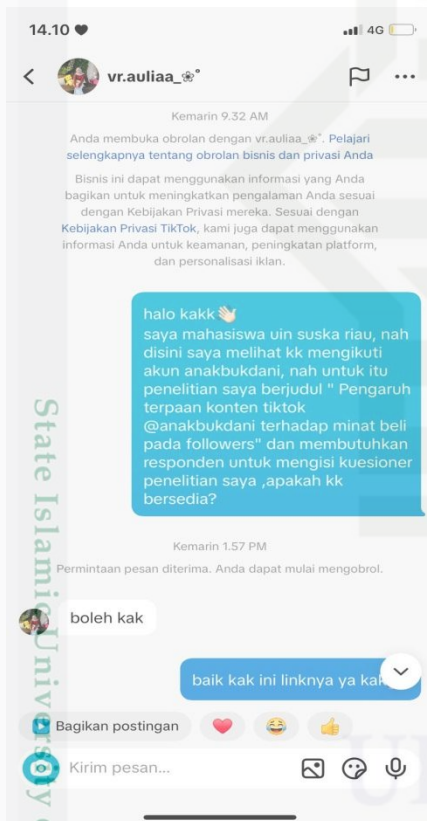 14.10
4G
vr.auliaa_֍˚
Kemarin 9.32 AM
Anda membuka obrolan dengan vr.auliaa_֍˚. Pelajari
selengkapnya tentang obrolan bisnis dan privasi Anda
Bisnis ini dapat menggunakan informasi yang Anda
bagikan untuk meningkatkan pengalaman Anda sesuai
dengan Kebijakan Privasi mereka. Sesuai dengan
Kebijakan Privasi TikTok, kami juga dapat menggunakan
informasi Anda untuk keamanan, peningkatan platform,
dan personalisasi iklan.
halo kakk👋🏻
saya mahasiswa uin suska riau, nah
disini saya melihat kk mengikuti
akun anakbukdani, nah untuk itu
penelitian saya berjudul " Pengaruh
terpaan konten tiktok
@anakbukdani terhadap minat beli
pada followers" dan membutuhkan
responden untuk mengisi kuesioner
penelitian saya ,apakah kk
bersedia?
Kemarin 1.57 PM
Permintaan pesan diterima. Anda dapat mulai mengobrol.
boleh kak
baik kak ini linknya ya kak
Bagikan postingan
Kirim pesan...
State Islamic University